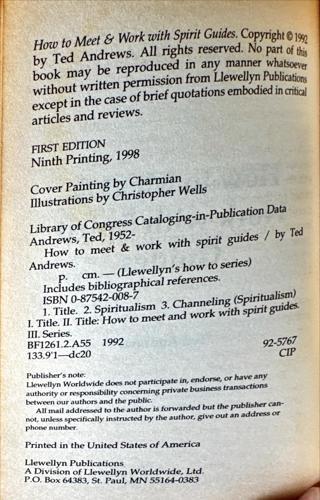 How to Meet & Work with Spirit Guides. Copyright © 1992
by Ted Andrews. All rights reserved. No part of this
book may be reproduced in any manner whatsoever
without written permission from Llewellyn Publications
except in the case of brief quotations embodied in critical
articles and reviews.
FIRST EDITION
Ninth Printing, 1998
Cover Painting by Charmian
Illustrations by Christopher Wells
Library of Congress Cataloging-in-Publication Data
Andrews, Ted, 1952-
How to meet & work with spirit guides / by Ted
Andrews.
p. cm. — (Llewellyn's how to series)
Includes bibliographical references.
ISBN 0-87542-008-7
1. Title. 2. Spiritualism 3. Channeling (Spiritualism)
I. Title. II. Title: How to meet and work with spirit guides.
III. Series.
BF1261.2.A55 1992 92-5767
133.9'1—dc20 CIP
Publisher's note:
Llewellyn Worldwide does not participate in, endorse, or have any
authority or responsibility concerning private business transactions
between our authors and the public.
All mail addressed to the author is forwarded but the publisher can-
not, unless specifically instructed by the author, give out an address or
phone number.
Printed in the United States of America
Llewellyn Publications
A Division of Llewellyn Worldwide, Ltd.
P.O. Box 64383, St. Paul, MN 55164-0383